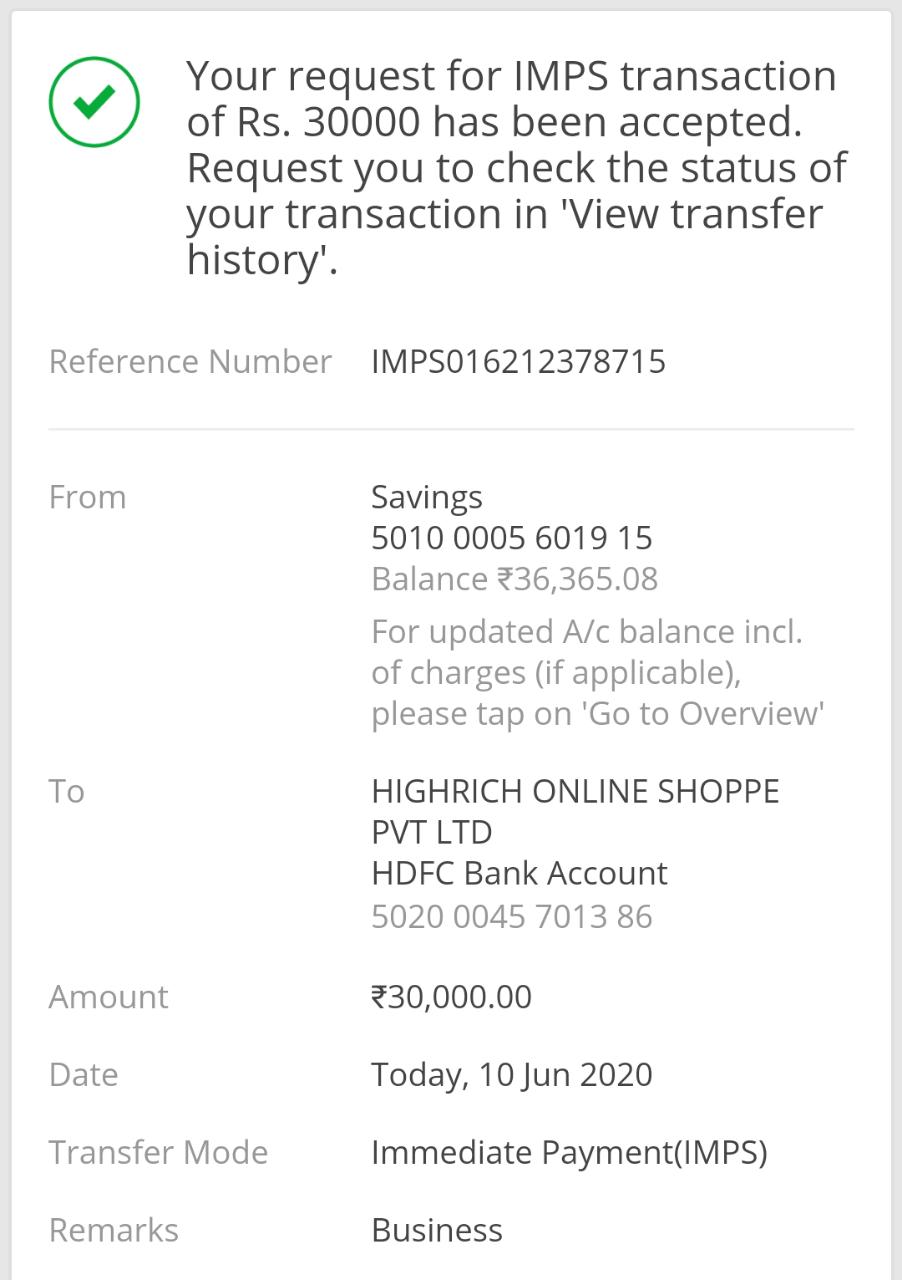 Your request for IMPS transaction
of Rs. 30000 has been accepted.
Request you to check the status of
your transaction in 'View transfer
history'.
Reference Number IMPS016212378715
From Savings
5010 0005 6019 15
Balance ₹36,365.08
For updated A/c balance incl.
of charges (if applicable),
please tap on 'Go to Overview'
To HIGHRICH ONLINE SHOPPE
PVT LTD
HDFC Bank Account
5020 0045 7013 86
Amount ₹30,000.00
Date Today, 10 Jun 2020
Transfer Mode Immediate Payment(IMPS)
Remarks Business